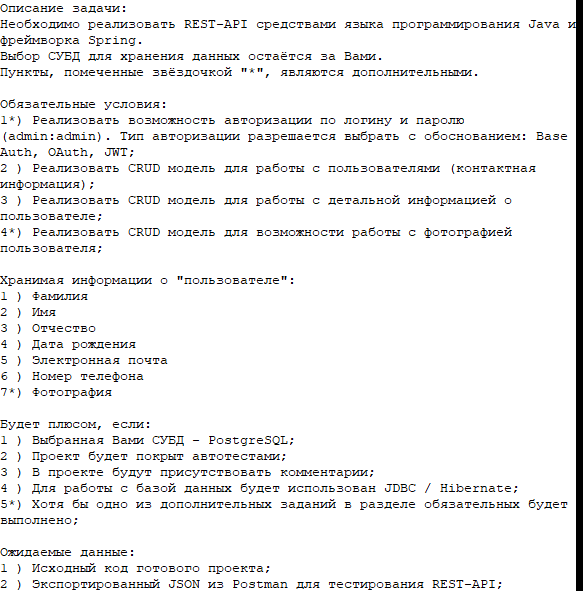 Описание задачи:
Необходимо реализовать REST-API средствами языка программирования Java и
фреймворка Spring.
Выбор СУБД для хранения данных остаётся за Вами.
Пункты, помеченные звёздочкой "*", являются дополнительными.
Обязательные условия:
1*) Реализовать возможность авторизации по логину и паролю
(admin:admin). Тип авторизации разрешается выбрать с обоснованием: Base
Auth, OAuth, JWT;
2 ) Реализовать CRUD модель для работы с пользователями (контактная
информация);
3 ) Реализовать CRUD модель для работы с детальной информацией о
пользователе;
4*) Реализовать CRUD модель для возможности работы с фотографией
пользователя;
Хранимая информации о "пользователе":
1 ) Фамилия
2 ) Имя
3 ) Отчество
4 ) Дата рождения
5 ) Электронная почта
6 ) Номер телефона
7*) Фотография
Будет плюсом, если:
1 ) Выбранная Вами СУБД - PostgreSQL;
2 ) Проект будет покрыт автотестами;
3 ) В проекте будут присутствовать комментарии;
4 ) Для работы с базой данных будет использован JDBC / Hibernate;
5*) Хотя бы одно из дополнительных заданий в разделе обязательных будет
выполнено;
Ожидаемые данные:
1 ) Исходный код готового проекта;
2 ) Экспортированный JSON из Postman для тестирования REST-API;